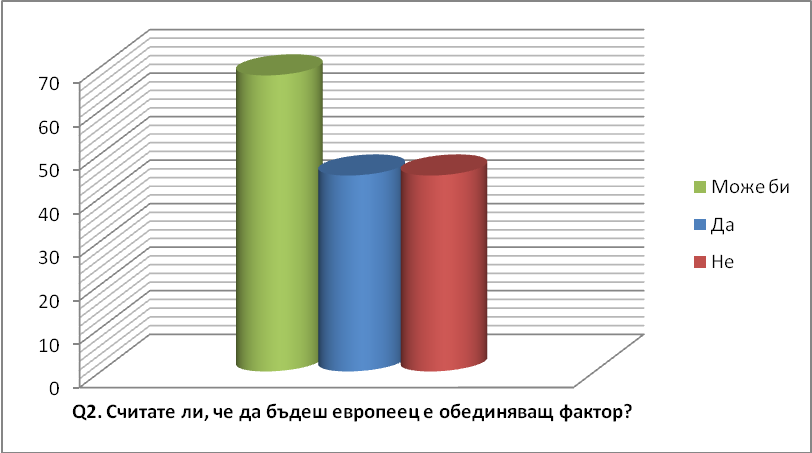 70
60
50
40
30
20
10
0
Може би
Да
Не
Q2. Считате ли, че да бъдеш европеец е обединяващ фактор?